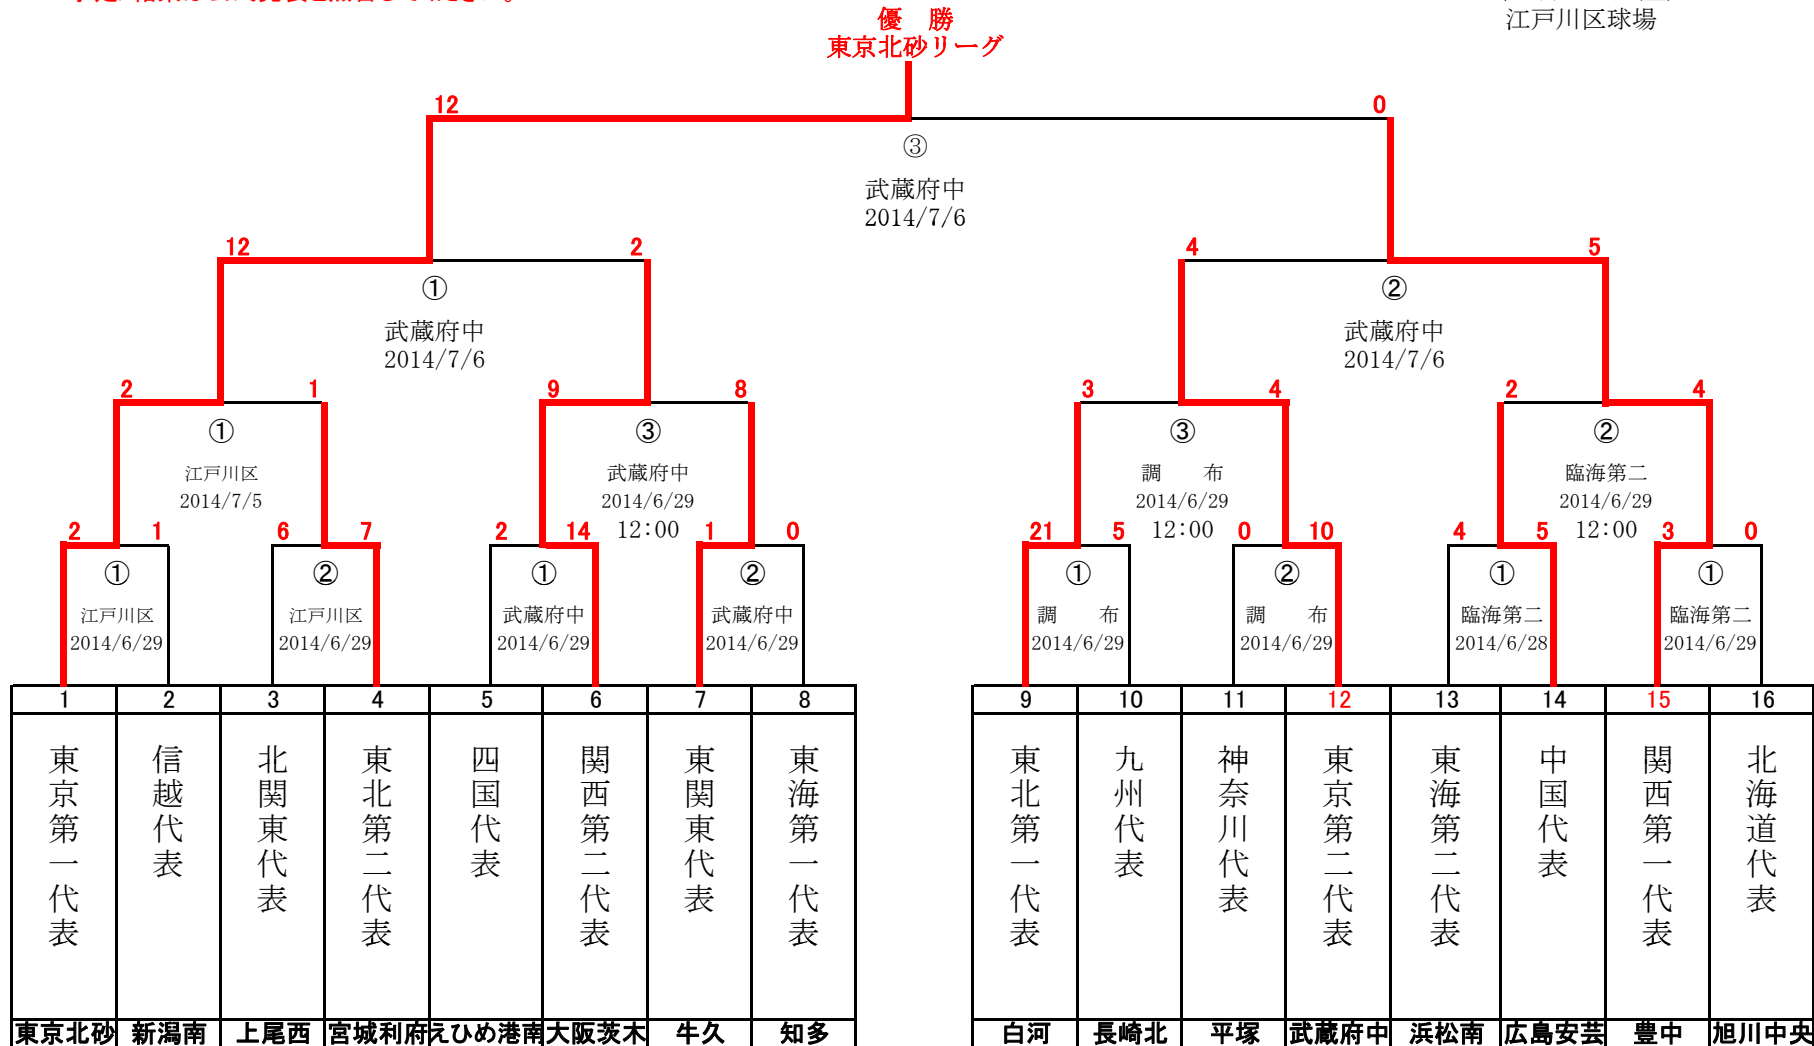 優　勝
東京北砂リーグ
江戸川区球場
12
0
③
武蔵府中
2014/7/6
12
2
4
5
①
武蔵府中
2014/7/6
②
武蔵府中
2014/7/6
2
1
9
8
3
4
2
4
①
江戸川区
2014/7/5
③
武蔵府中
2014/6/29
12：00
③
調　布
2014/6/29
12：00
②
臨海第二
2014/6/29
12：00
2
1
6
7
2
14
1
0
21
5
0
10
4
5
3
0
①
江戸川区
2014/6/29
②
江戸川区
2014/6/29
①
武蔵府中
2014/6/29
②
武蔵府中
2014/6/29
①
調　布
2014/6/29
②
調　布
2014/6/29
①
臨海第二
2014/6/28
①
臨海第二
2014/6/29
1
2
3
4
5
6
7
8
9
10
11
12
13
14
15
16
東京第一代表
信越代表
北関東代表
東北第二代表
四国代表
関西第二代表
東関東代表
東海第一代表
東北第一代表
九州代表
神奈川代表
東京第二代表
東海第二代表
中国代表
関西第一代表
北海道代表
東京北砂
新潟南
上尾西
宮城利府
えひめ港南
大阪茨木
牛久
知多
白河
長崎北
平塚
武蔵府中
浜松南
広島安芸
豊中
旭川中央